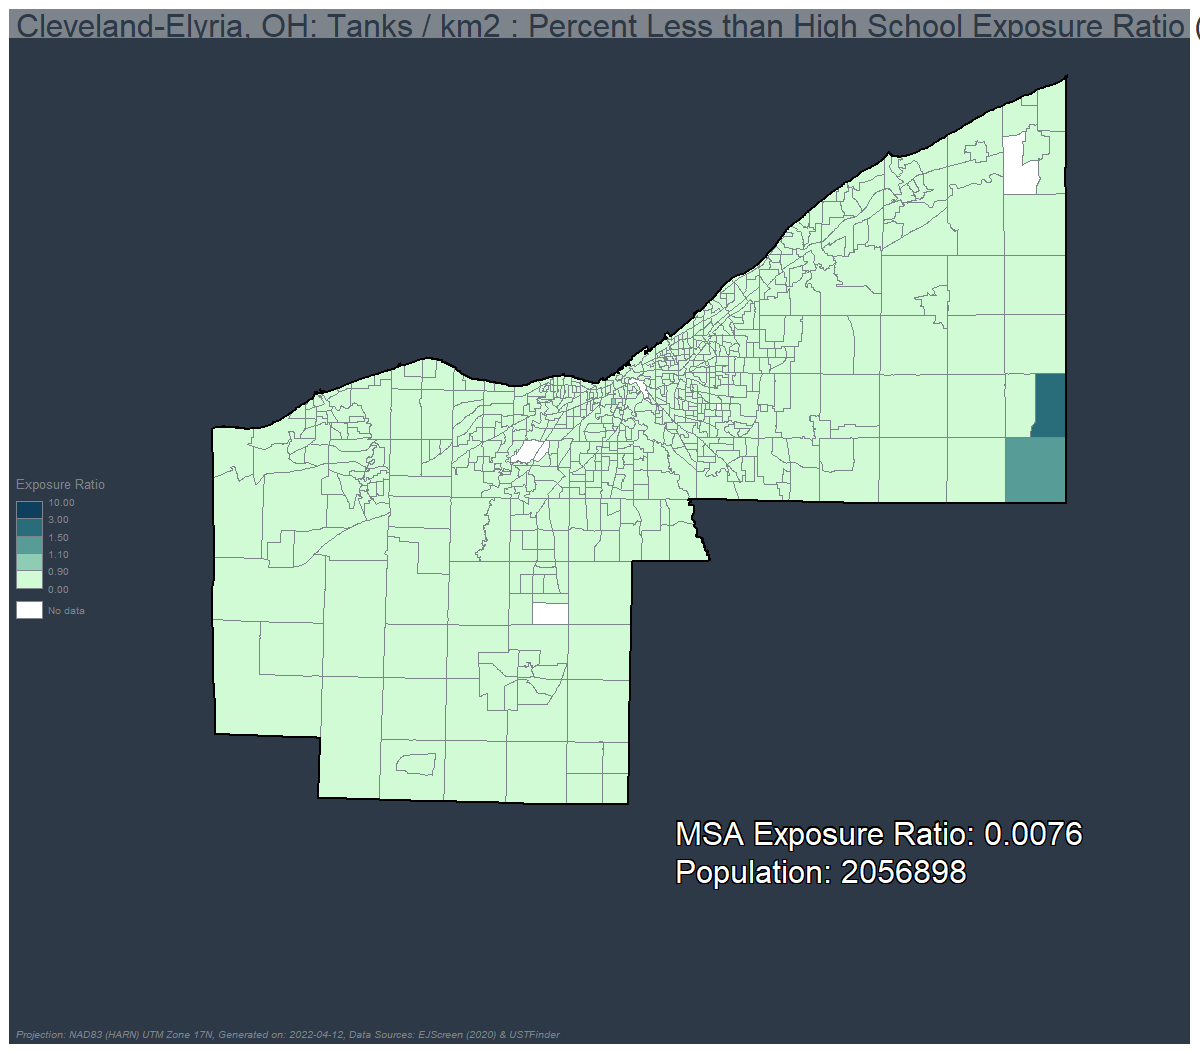 Cleveland-Elyria, OH: Tanks / km2 : Percent Less than High School Exposure Ratio (
Exposure Ratio
10.00
3.00
1.50
1.10
0.90
0.00
No data
MSA Exposure Ratio: 0.0076
Population: 2056898
Projection: NAD83 (HARN) UTM Zone 17N, Generated on: 2022-04-12, Data Sources: EJScreen (2020) & USTFinder